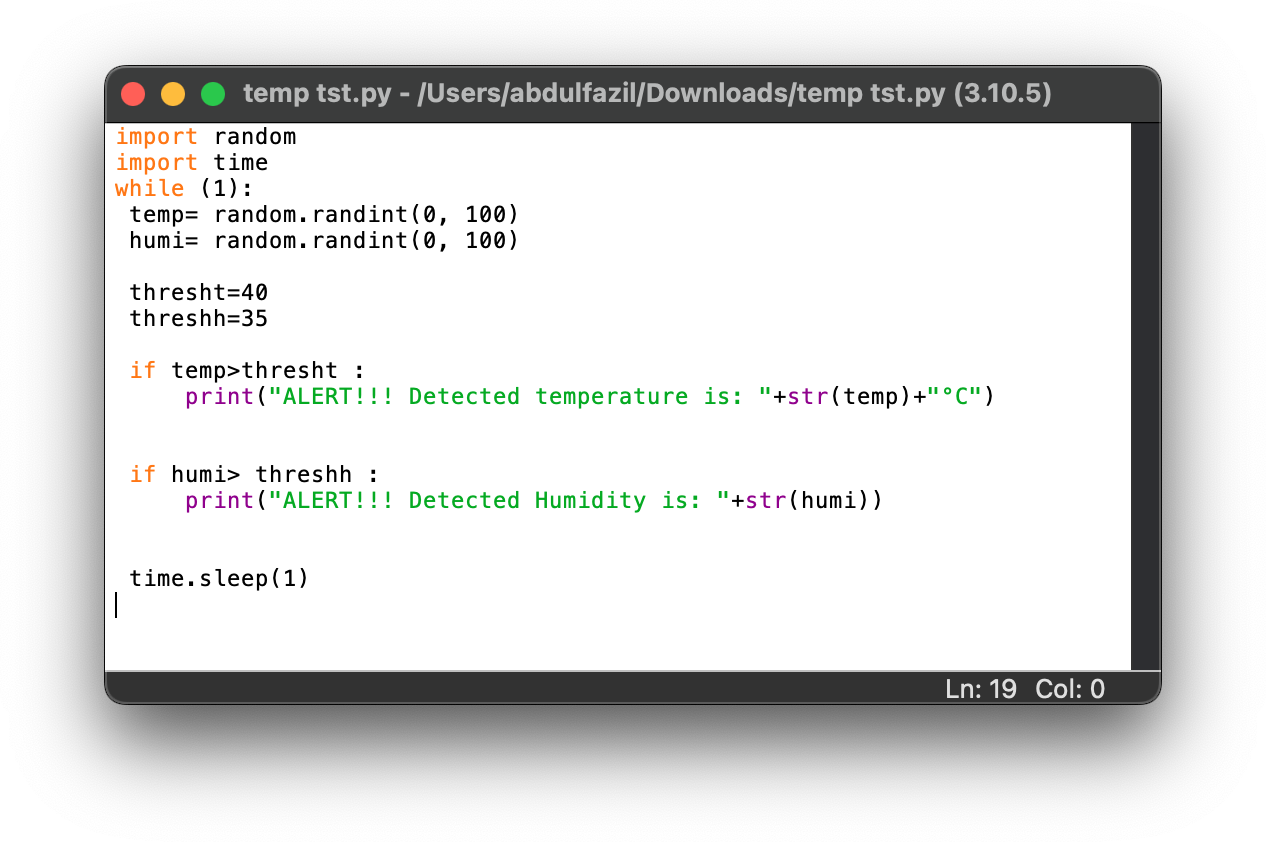 temp tst.py - /Users/abdulfazil/Downloads/temp tst.py (3.10.5)
import random
import time
while (1):
 temp= random.randint(0, 100)
 humi= random.randint(0, 100)
 thresht=40
 threshh=35
 if temp>thresht :
     print("ALERT!!! Detected temperature is: "+str(temp)+"°C")
 if humi> threshh :
     print("ALERT!!! Detected Humidity is: "+str(humi))
 time.sleep(1)
Ln: 19 Col: 0